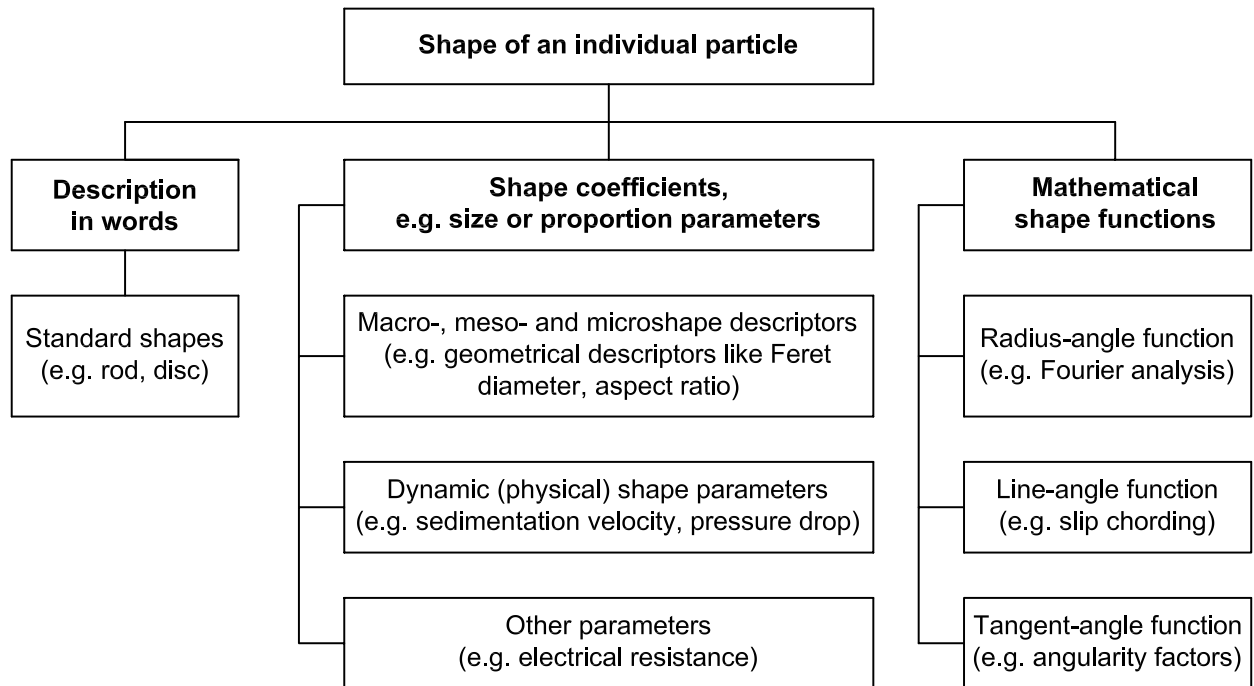 Shape of an individual particle
Description
in words
Shape coefficients,
e.g. size or proportion parameters
Mathematical
shape functions
Standard shapes
(e.g. rod, disc)
Macro-, meso- and microshape descriptors
(e.g. geometrical descriptors like Feret
diameter, aspect ratio)
Radius-angle function
(e.g. Fourier analysis)
Dynamic (physical) shape parameters
(e.g. sedimentation velocity, pressure drop)
Line-angle function
(e.g. slip chording)
Other parameters
(e.g. electrical resistance)
Tangent-angle function
(e.g. angularity factors)